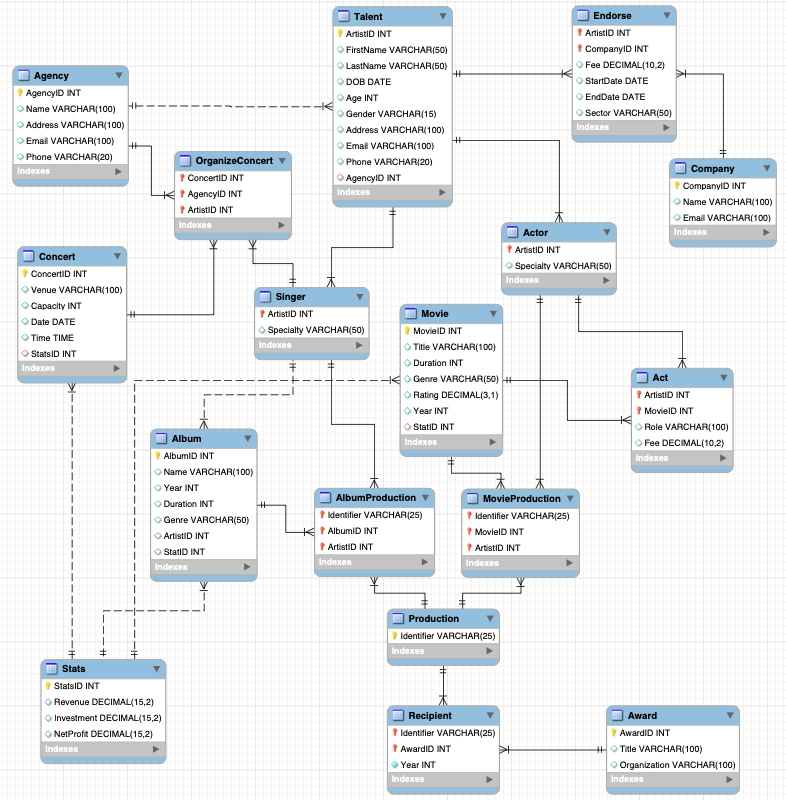 Talent
ArtistID INT
FirstName VARCHAR(50)
LastName VARCHAR(50)
DOB DATE
Age INT
Gender VARCHAR(15)
Address VARCHAR(100)
Email VARCHAR(100)
Phone VARCHAR(20)
AgencyID INT
Indexes
Endorse
ArtistID INT
CompanyID INT
Fee DECIMAL(10,2)
StartDate DATE
EndDate DATE
Sector VARCHAR(50)
Indexes
Agency
AgencyID INT
Name VARCHAR(100)
Address VARCHAR(100)
Email VARCHAR(100)
Phone VARCHAR(20)
Indexes
OrganizeConcert
ConcertID INT
AgencyID INT
ArtistID INT
Indexes
Company
CompanyID INT
Name VARCHAR(100)
Email VARCHAR(100)
Indexes
Actor
ArtistID INT
Specialty VARCHAR(50)
Indexes
Concert
ConcertID INT
Venue VARCHAR(100)
Capacity INT
Date DATE
Time TIME
StatsID INT
Indexes
Singer
ArtistID INT
Specialty VARCHAR(50)
Indexes
Movie
MovieID INT
Title VARCHAR(100)
Duration INT
Genre VARCHAR(50)
Rating DECIMAL(3,1)
Year INT
StatID INT
Indexes
Act
ArtistID INT
MovieID INT
Role VARCHAR(100)
Fee DECIMAL(10,2)
Indexes
Album
AlbumID INT
Name VARCHAR(100)
Year INT
Duration INT
Genre VARCHAR(50)
ArtistID INT
StatID INT
Indexes
AlbumProduction
Identifier VARCHAR(25)
AlbumID INT
ArtistID INT
Indexes
MovieProduction
Identifier VARCHAR(25)
MovieID INT
ArtistID INT
Indexes
Production
Identifier VARCHAR(25)
Indexes
Stats
StatsID INT
Revenue DECIMAL(15,2)
Investment DECIMAL(15,2)
NetProfit DECIMAL(15,2)
Indexes
Recipient
Identifier VARCHAR(25)
AwardID INT
Year INT
Indexes
Award
AwardID INT
Title VARCHAR(100)
Organization VARCHAR(100)
Indexes